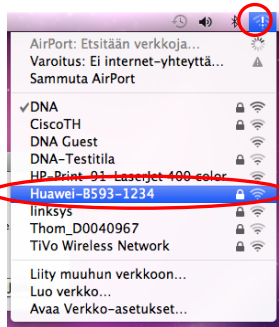 AirPort: Etsitään verkkoja...
Varoitus: Ei internet-yhteyttä...
Sammuta AirPort
DNA
CiscoTH
DNA Guest
DNA-Testitila
HP-Print-91-LaserJet 400 color
Huawei-B593-1234
linksys
Thom_D0040967
TiVo Wireless Network
Liity muuhun verkkoon...
Luo verkko...
Avaa Verkko-asetukset...